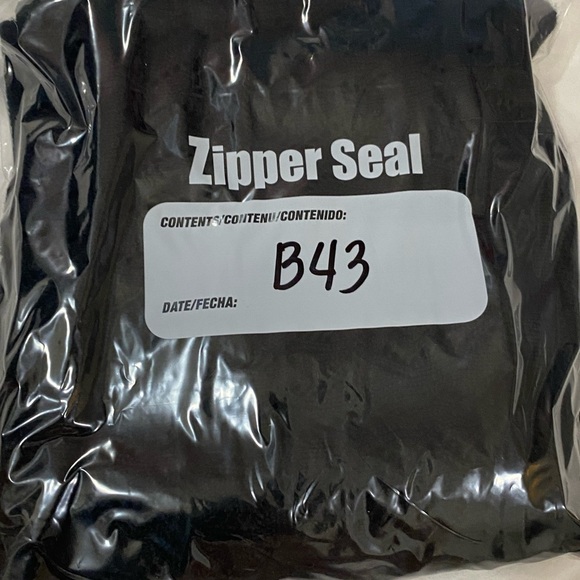 Zipper Seal
CONTENTS/CONTENU/CONTENIDO:
B43
DATE/FECHA: